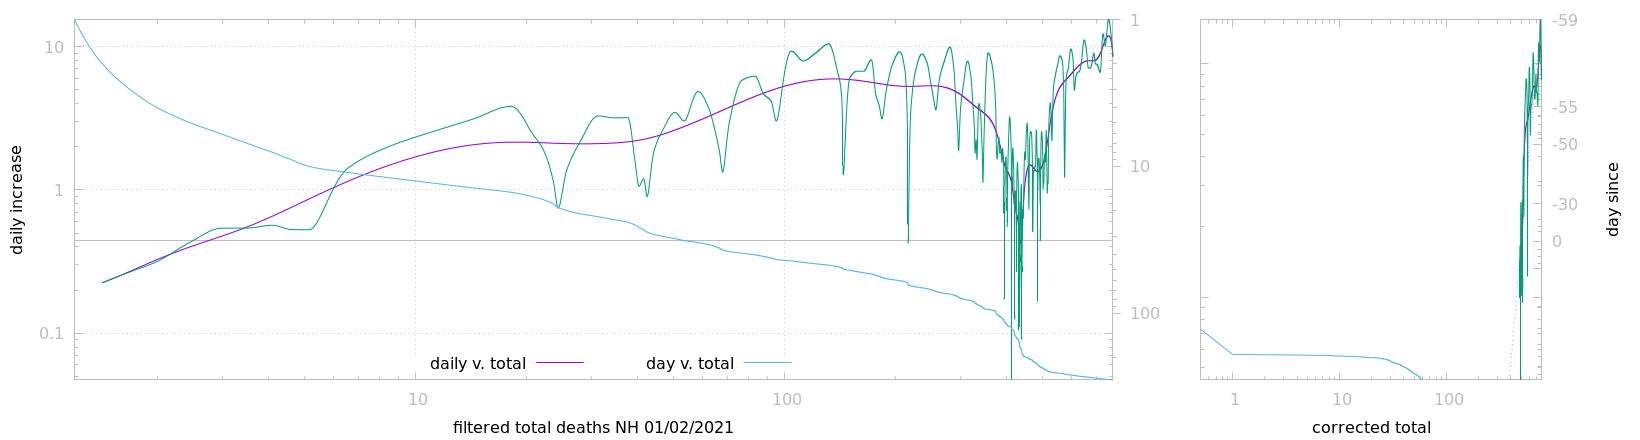 daily increase
10
1
0.1
daily v. total
day v. total
10
100
filtered total deaths NH 01/02/2021
1
10
100
1
10
100
corrected total
-59
-55
-50
-30
0
day since